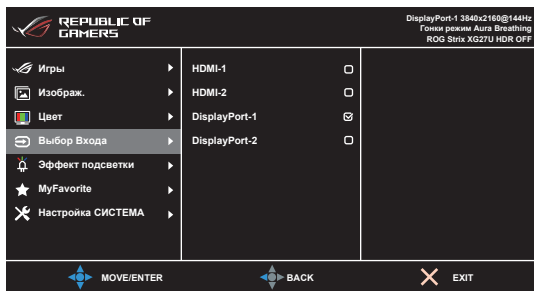 REPUBLIC OF
GAMERS
DisplayPort-1 3840x2160@144Hz
Гонки режим Aura Breathing
ROG Strix XG27U HDR OFF
Игры
Изображ.
Цвет
Выбор Входа
Эффект подсветки
MyFavorite
Настройка СИСТЕМА
HDMI-1
HDMI-2
DisplayPort-1
DisplayPort-2
MOVE/ENTER
BACK
EXIT